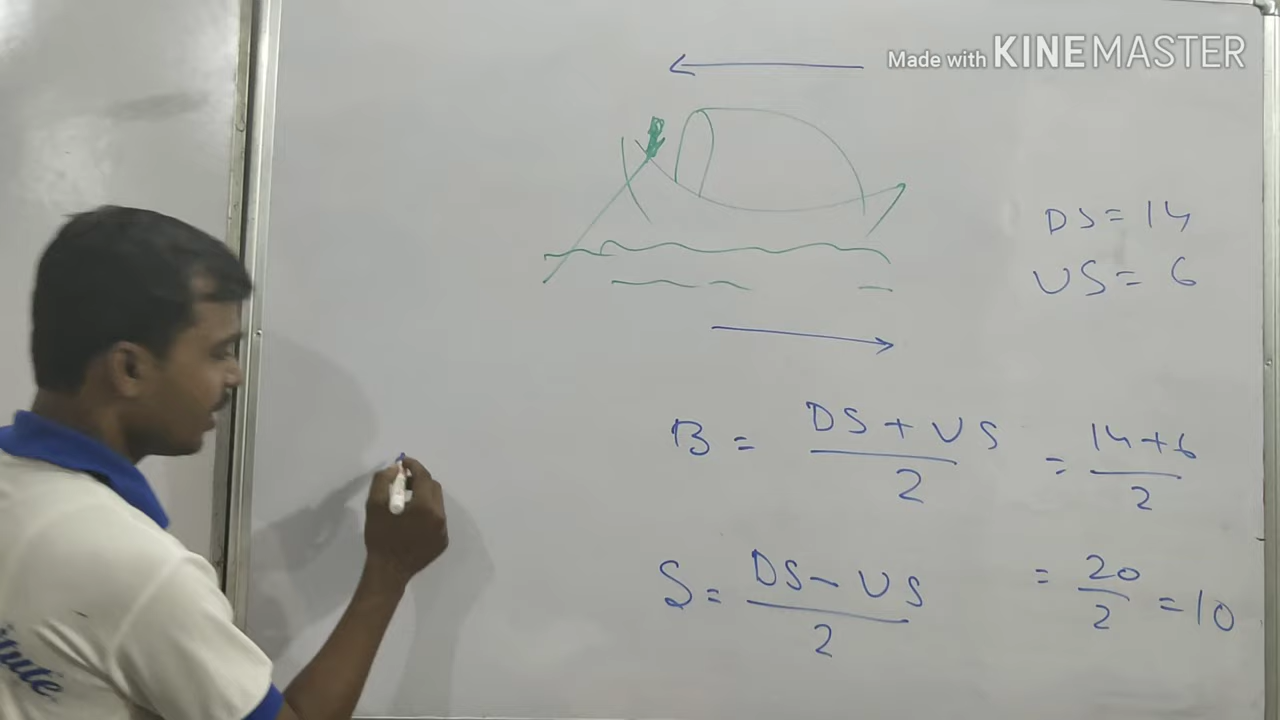 Made with KINEMASTER
DS = 14
US = 6
B = DS + US / 2 = 14 + 6 / 2
S = DS - US / 2
= 20 / 2 = 10
tute